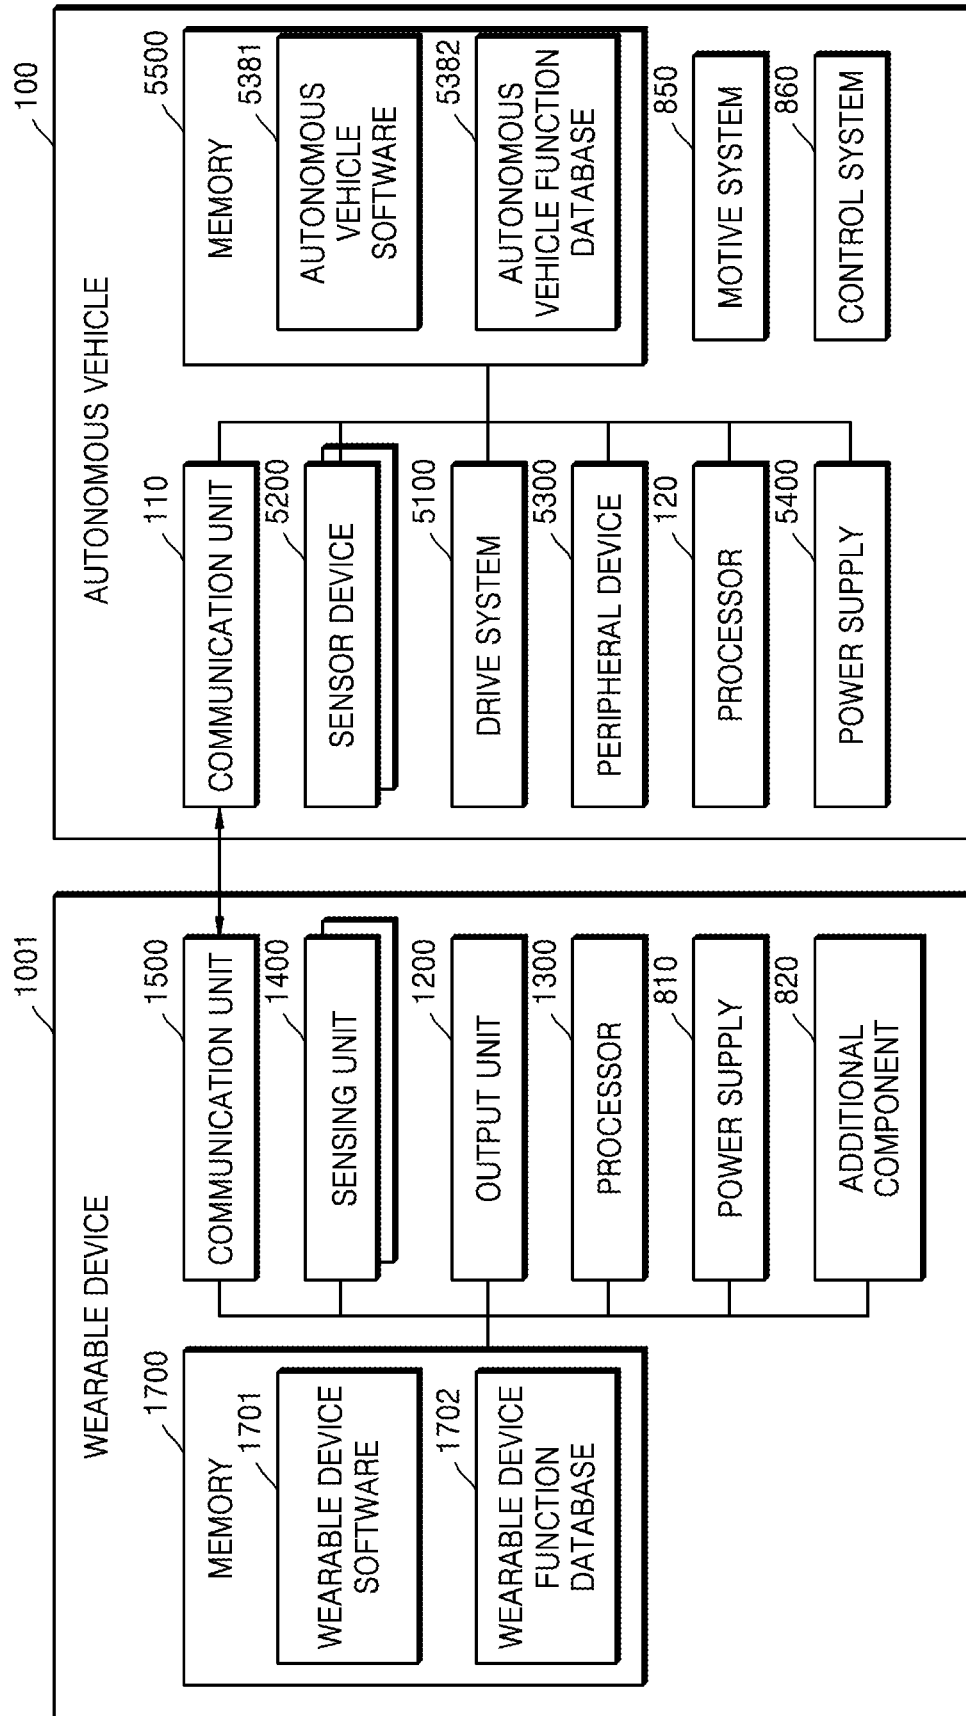 1001
WEARABLE DEVICE
1700
MEMORY
1701
WEARABLE DEVICE
SOFTWARE
1702
WEARABLE DEVICE
FUNCTION
DATABASE
1500
COMMUNICATION UNIT
1400
SENSING UNIT
1200
OUTPUT UNIT
1300
PROCESSOR
810
POWER SUPPLY
820
ADDITIONAL
COMPONENT
100
AUTONOMOUS VEHICLE
110
COMMUNICATION UNIT
5200
SENSOR DEVICE
5100
DRIVE SYSTEM
5300
PERIPHERAL DEVICE
120
PROCESSOR
5400
POWER SUPPLY
5500
MEMORY
5381
AUTONOMOUS
VEHICLE
SOFTWARE
5382
AUTONOMOUS
VEHICLE FUNCTION
DATABASE
850
MOTIVE SYSTEM
860
CONTROL SYSTEM